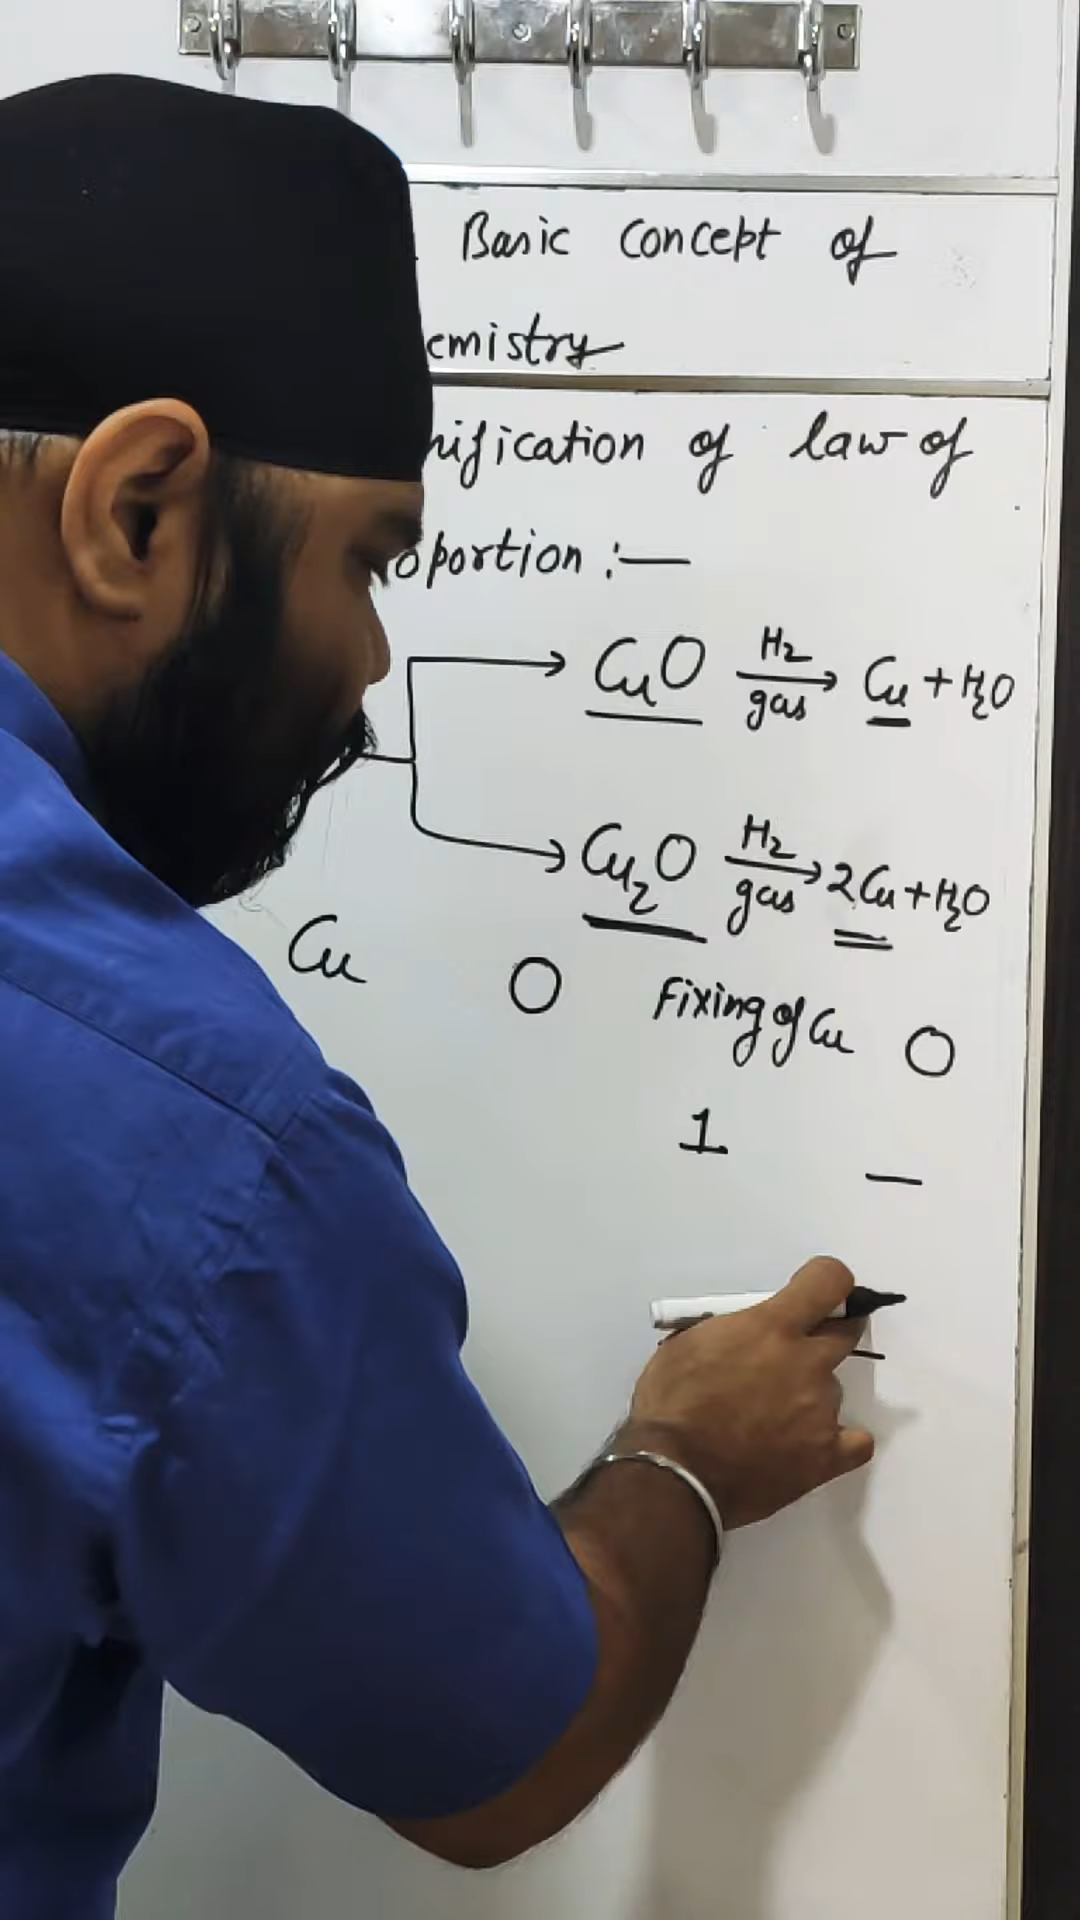 Basic Concept of
emistry
nification of law of
oportion :—
CuO H2 gas → Cu + H2O
Cu2O H2 gas → 2Cu + H2O
Cu O Fixing of Cu O
1 —
—